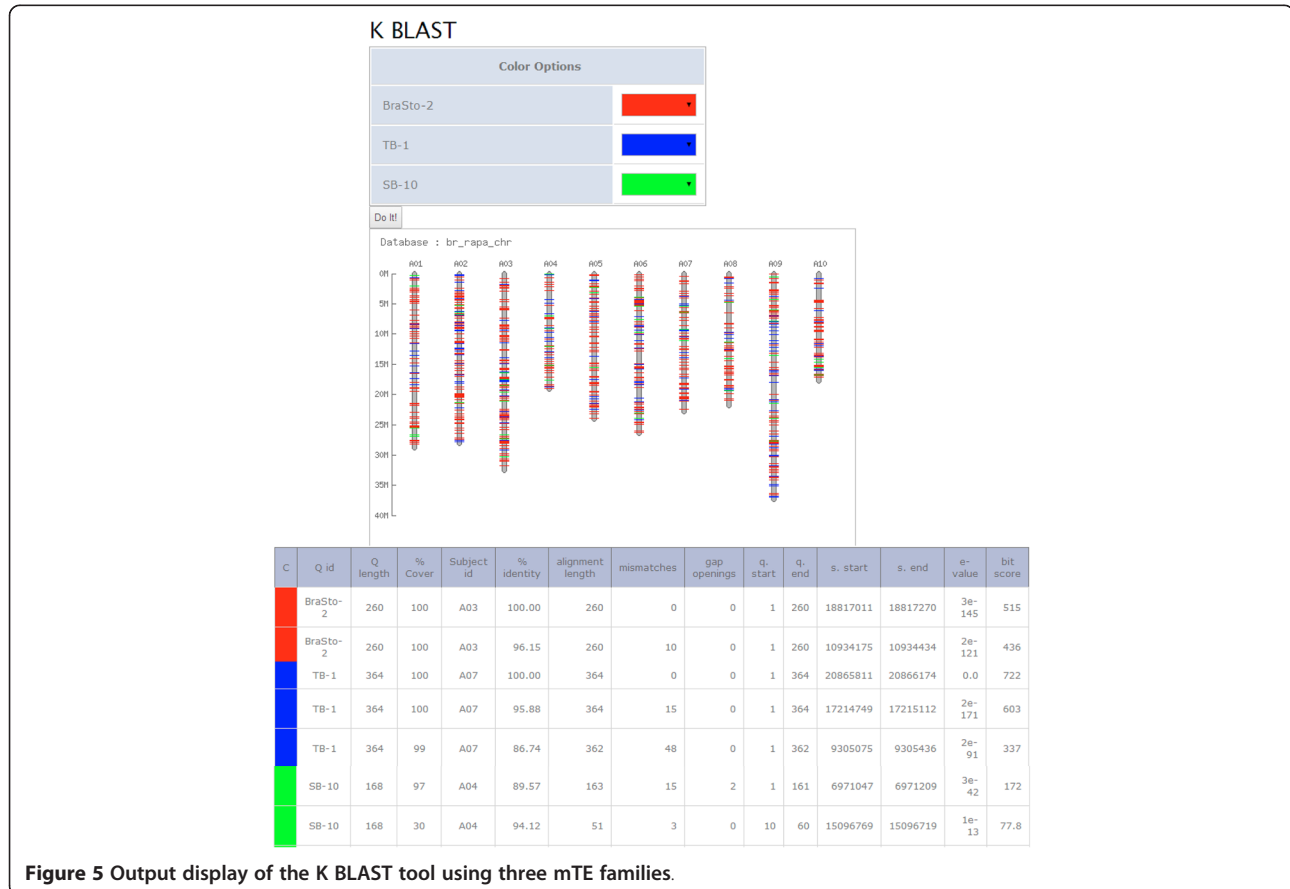 K BLAST
Color Options
BraSto-2
TB-1
SB-10
Do It!
Database : br_rapa_chr
A01 A02 A03 A04 A05 A06 A07 A08 A09 A10
0M
5M
10M
15M
20M
25M
30M
35M
40M
C Q id Q length % Cover Subject id % identity alignment length mismatches gap openings q. start q. end s. start s. end e-value bit score
BraSto-2 260 100 A03 100.00 260 0 0 1 260 18817011 18817270 3e-145 515
BraSto-2 260 100 A03 96.15 260 10 0 1 260 10934175 10934434 2e-121 436
TB-1 364 100 A07 100.00 364 0 0 1 364 20865811 20866174 0.0 722
TB-1 364 100 A07 95.88 364 15 0 1 364 17214749 17215112 2e-171 603
TB-1 364 99 A07 86.74 362 48 0 1 362 9305075 9305436 2e-91 337
SB-10 168 97 A04 89.57 163 15 2 1 161 6971047 6971209 3e-42 172
SB-10 168 30 A04 94.12 51 3 0 10 60 15096769 15096719 1e-13 77.8
Figure 5 Output display of the K BLAST tool using three mTE families.